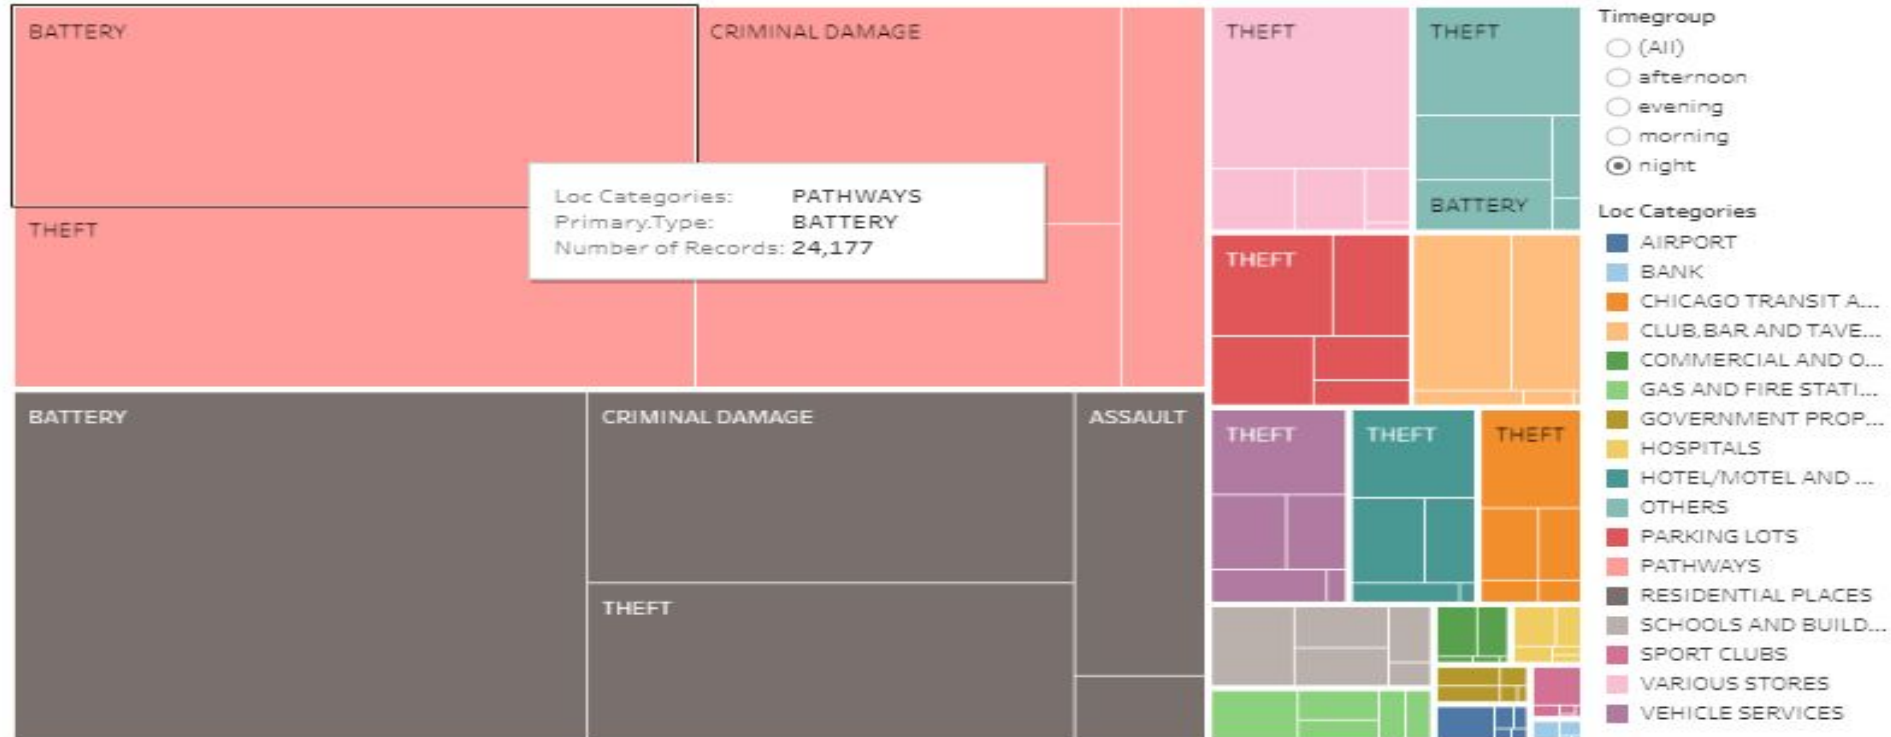 BATTERY
CRIMINAL DAMAGE
THEFT
THEFT
Timegroup
(All)
afternoon
evening
morning
night
Loc Categories: PATHWAYS
Primary.Type: BATTERY
Number of Records: 24,177
THEFT
BATTERY
THEFT
BATTERY
CRIMINAL DAMAGE
ASSAULT
THEFT
THEFT
THEFT
THEFT
Loc Categories
AIRPORT
BANK
CHICAGO TRANSIT A...
CLUB,BAR AND TAVE...
COMMERCIAL AND O...
GAS AND FIRE STATI...
GOVERNMENT PROP...
HOSPITALS
HOTEL/MOTEL AND ...
OTHERS
PARKING LOTS
PATHWAYS
RESIDENTIAL PLACES
SCHOOLS AND BUILD...
SPORT CLUBS
VARIOUS STORES
VEHICLE SERVICES